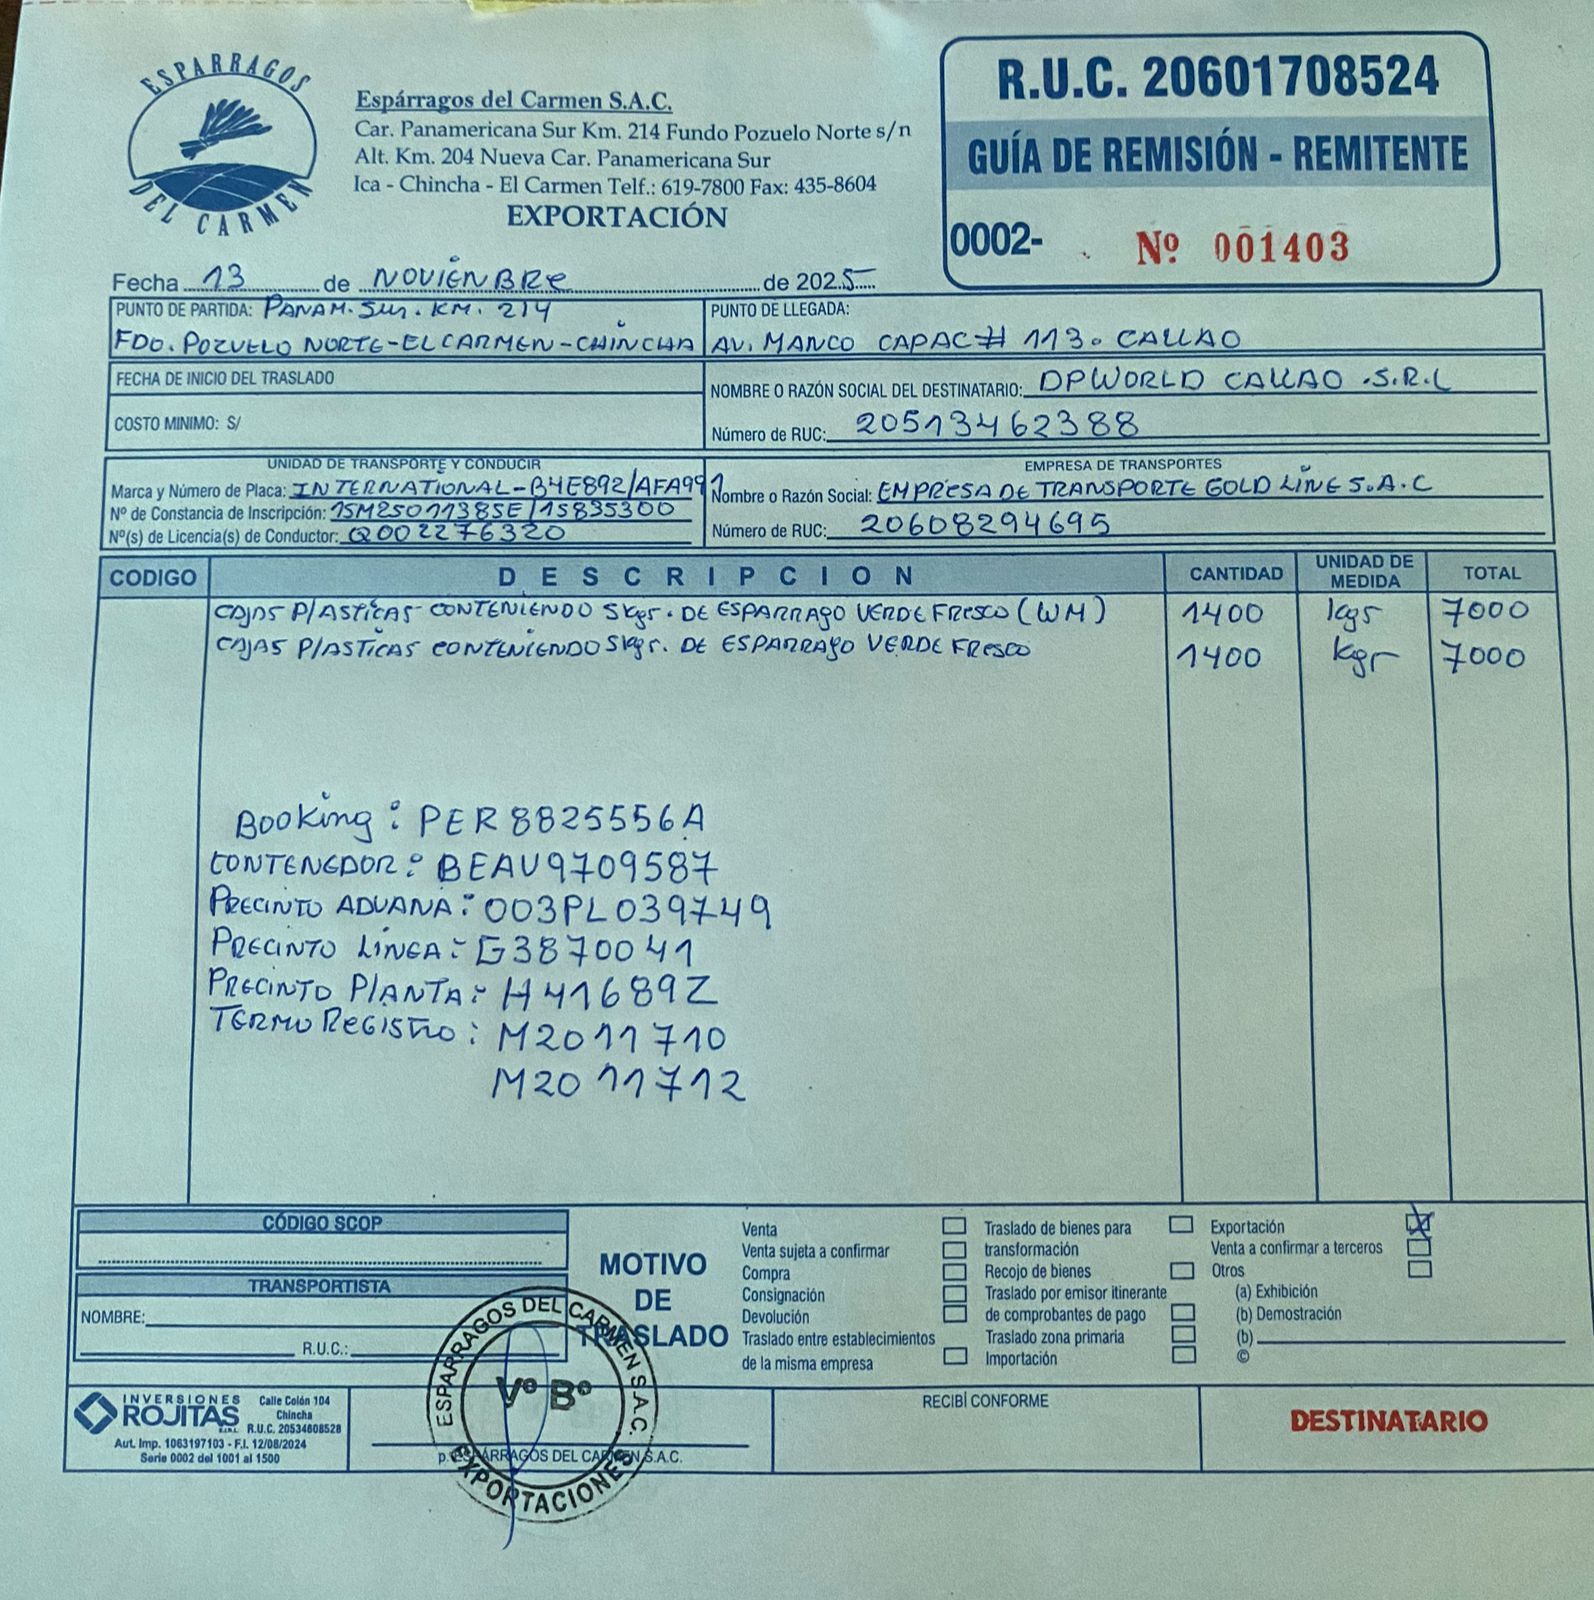 ESPARRAGOS
DEL CARMEN
Espárragos del Carmen S.A.C.
Car. Panamericana Sur Km. 214 Fundo Pozuelo Norte s/n
Alt. Km. 204 Nueva Car. Panamericana Sur
Ica - Chincha - El Carmen Telf.: 619-7800 Fax: 435-8604
EXPORTACIÓN
R.U.C. 20601708524
GUÍA DE REMISIÓN - REMITENTE
0002- Nº 001403
Fecha 13 de NOVIENBRE de 2025
PUNTO DE PARTIDA: PANAM. SUR. KM. 214
FDO. POZUELO NORTE-EL CARMEN-CHINCHA
PUNTO DE LLEGADA:
AV. MANCO CAPAC # 113. CALLAO
FECHA DE INICIO DEL TRASLADO
COSTO MINIMO: S/
NOMBRE O RAZÓN SOCIAL DEL DESTINATARIO: DPWORLD CALLAO .S.R.L
Número de RUC: 20513462388
UNIDAD DE TRANSPORTE Y CONDUCIR
Marca y Número de Placa: INTERNATIONAL-B4E892/AFA991
Nº de Constancia de Inscripción: 15M25011385E/15835300
Nº(s) de Licencia(s) de Conductor: Q002276320
EMPRESA DE TRANSPORTES
Nombre o Razón Social: EMPRESA DE TRANSPORTE GOLD LINE S.A.C
Número de RUC: 20608294695
CODIGO DESCRIPCION CANTIDAD UNIDAD DE MEDIDA TOTAL
CAJAS PLASTICAS CONTENIENDO 5kgr. DE ESPARRAGO VERDE FRESCO (WM) 1400 kgs 7000
CAJAS PLASTICAS CONTENIENDO 5kgr. DE ESPARRAGO VERDE FRESCO 1400 kgr 7000
Booking: PER8825556A
CONTENEDOR: BEAU9709587
PRECINTO ADUANA: 003PL039749
PRECINTO LINEA: G3870041
PRECINTO PLANTA: H41689Z
TERMO REGISTRO: M2011710
M2011712
CÓDIGO SCOP
TRANSPORTISTA
NOMBRE:
R.U.C.:
MOTIVO
DE
TRASLADO
Venta
Venta sujeta a confirmar
Compra
Consignación
Devolución
Traslado entre establecimientos
de la misma empresa
Traslado de bienes para
transformación
Recojo de bienes
Traslado por emisor itinerante
de comprobantes de pago
Traslado zona primaria
Importación
Exportación X
Venta a confirmar a terceros
Otros
(a) Exhibición
(b) Demostración
(b)
©
INVERSIONES
ROJITAS
E.I.R.L.
Calle Colón 104
Chincha
R.U.C. 20534808528
Aut. Imp. 1063197103 - F.I. 12/08/2024
Serie 0002 del 1001 al 1500
ESPARRAGOS DEL CARMEN S.A.C.
Vº Bº
EXPORTACIONES
p. ESPÁRRAGOS DEL CARMEN S.A.C.
RECIBÍ CONFORME
DESTINATARIO